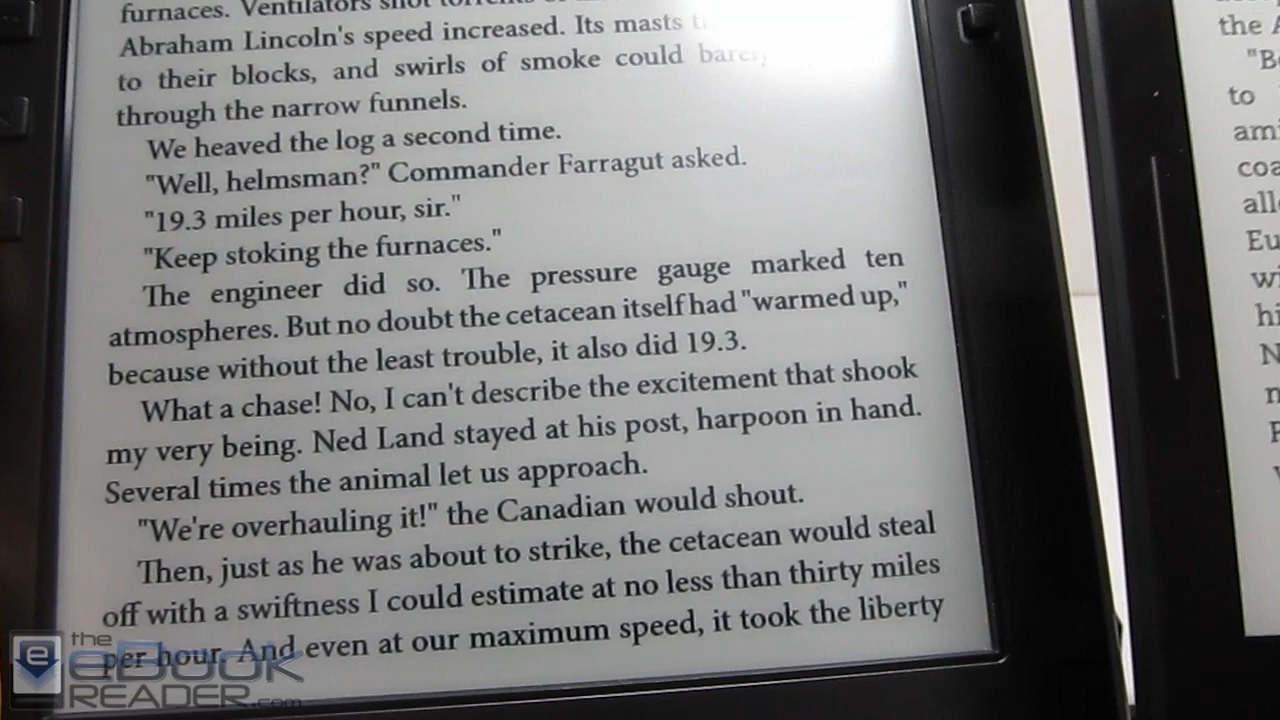 furnaces. Ventilators shot torrents of
Abraham Lincoln's speed increased. Its masts
to their blocks, and swirls of smoke could barely
through the narrow funnels.
We heaved the log a second time.
"Well, helmsman?" Commander Farragut asked.
"19.3 miles per hour, sir."
"Keep stoking the furnaces."
The engineer did so. The pressure gauge marked ten
atmospheres. But no doubt the cetacean itself had "warmed up,"
because without the least trouble, it also did 19.3.
What a chase! No, I can't describe the excitement that shook
my very being. Ned Land stayed at his post, harpoon in hand.
Several times the animal let us approach.
"We're overhauling it!" the Canadian would shout.
Then, just as he was about to strike, the cetacean would steal
off with a swiftness I could estimate at no less than thirty miles
per hour. And even at our maximum speed, it took the liberty
the
eBook
READER.com
the
to